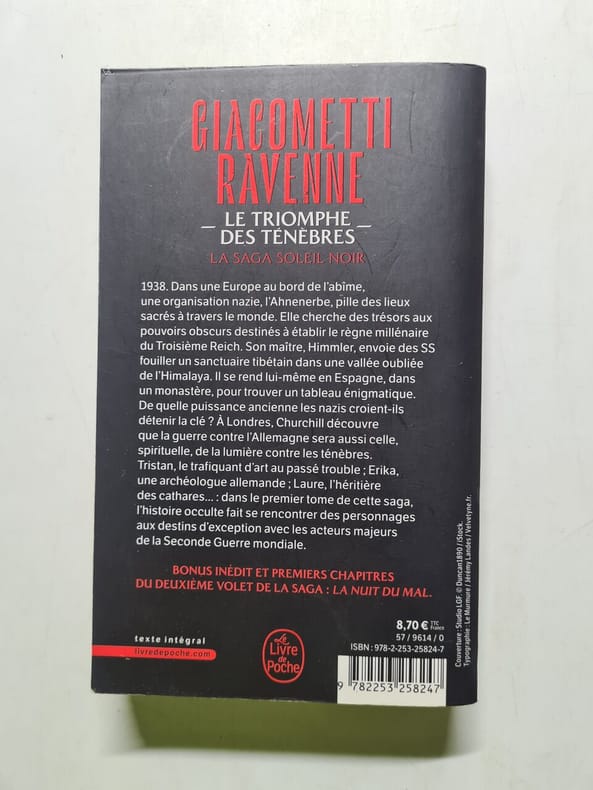 GIACOMETTI
RAVENNE
LE TRIOMPHE
DES TÉNÈBRES
LA SAGA SOLEIL NOIR
1938. Dans une Europe au bord de l'abîme,
une organisation nazie, l'Ahnenerbe, pille des lieux
sacrés à travers le monde. Elle cherche des trésors aux
pouvoirs obscurs destinés à établir le règne millénaire
du Troisième Reich. Son maître, Himmler, envoie des SS
fouiller un sanctuaire tibétain dans une vallée oubliée
de l'Himalaya. Il se rend lui-même en Espagne, dans
un monastère, pour trouver un tableau énigmatique.
De quelle puissance ancienne les nazis croient-ils
détenir la clé ? À Londres, Churchill découvre
que la guerre contre l'Allemagne sera aussi celle,
spirituelle, de la lumière contre les ténèbres.
Tristan, le trafiquant d'art au passé trouble ; Erika,
une archéologue allemande ; Laure, l'héritière
des cathares... : dans le premier tome de cette saga,
l'histoire occulte fait se rencontrer des personnages
aux destins d'exception avec les acteurs majeurs
de la Seconde Guerre mondiale.
BONUS INÉDIT ET PREMIERS CHAPITRES
DU DEUXIÈME VOLET DE LA SAGA : LA NUIT DU MAL.
texte intégral
livredepoche.com
Le
Livre
de
Poche
8,70 € TTC France
57 / 9614 / 0
ISBN : 978-2-253-25824-7
9 782253 258247
Couverture : Studio LGF. © Duncan1890 / iStock.
Typographie : Le Murmure / Jérémy Landes / Velvetyne.fr.